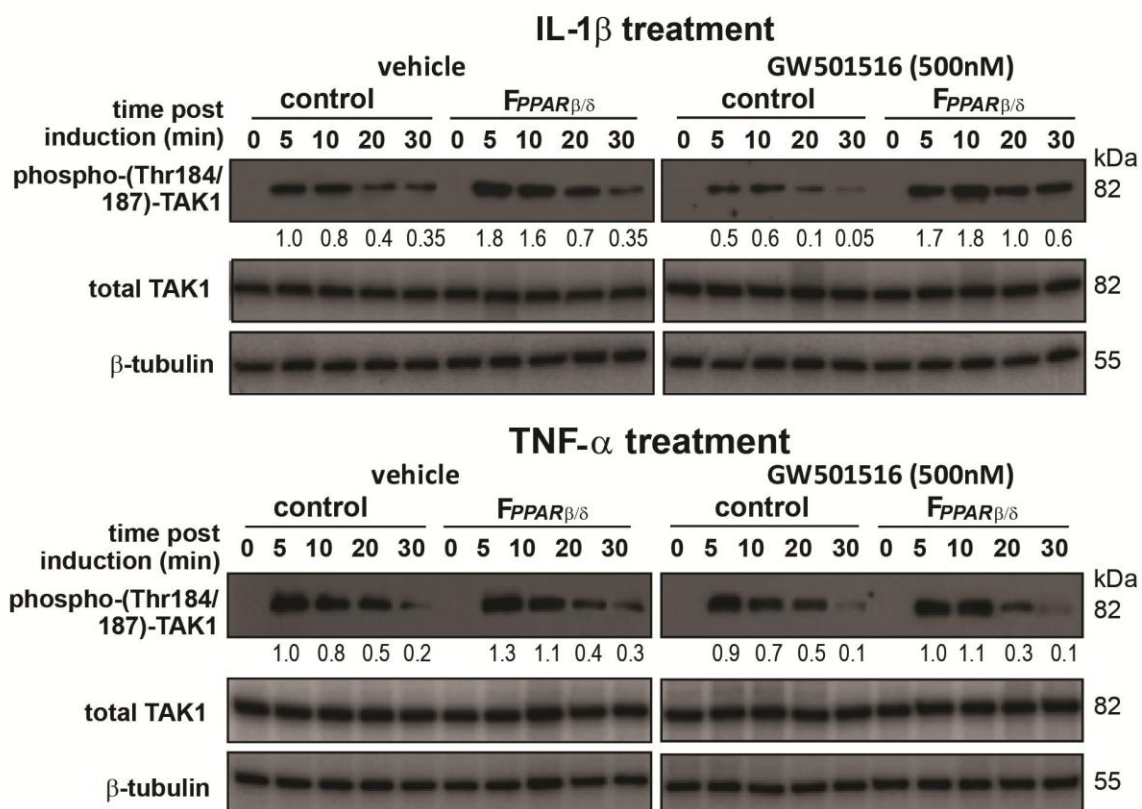 IL-1β treatment
vehicle GW501516 (500nM)
control FPPARβ/δ control FPPARβ/δ
time post
induction (min) 0 5 10 20 30 0 5 10 20 30 0 5 10 20 30 0 5 10 20 30
kDa
phospho-(Thr184/
187)-TAK1 82
1.0 0.8 0.4 0.35 1.8 1.6 0.7 0.35 0.5 0.6 0.1 0.05 1.7 1.8 1.0 0.6
total TAK1 82
β-tubulin 55
TNF-α treatment
vehicle GW501516 (500nM)
control FPPARβ/δ control FPPARβ/δ
time post
induction (min) 0 5 10 20 30 0 5 10 20 30 0 5 10 20 30 0 5 10 20 30
kDa
phospho-(Thr184/
187)-TAK1 82
1.0 0.8 0.5 0.2 1.3 1.1 0.4 0.3 0.9 0.7 0.5 0.1 1.0 1.1 0.3 0.1
total TAK1 82
β-tubulin 55